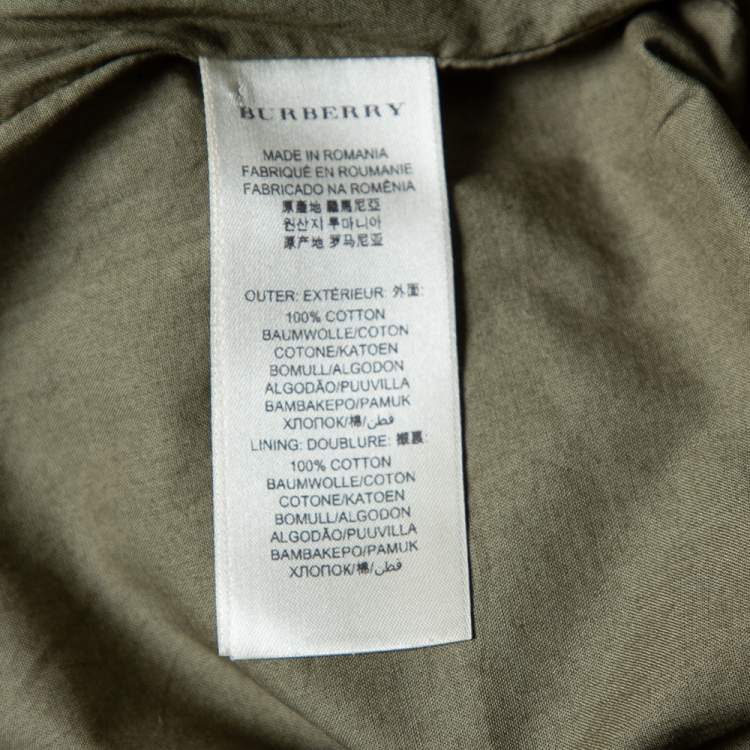 BURBERRY
MADE IN ROMANIA
FABRIQUÉ EN ROUMANIE
FABRICADO NA ROMÊNIA
原產地 羅馬尼亞
원산지 루마니아
原产地 罗马尼亚
OUTER: EXTÉRIEUR: 外面:
100% COTTON
BAUMWOLLE/COTON
COTONE/KATOEN
BOMULL/ALGODON
ALGODÃO/PUUVILLA
BAMBAKEPO/PAMUK
ХЛОПОК/棉/قطن
LINING: DOUBLURE: 襯裏:
100% COTTON
BAUMWOLLE/COTON
COTONE/KATOEN
BOMULL/ALGODON
ALGODÃO/PUUVILLA
BAMBAKEPO/PAMUK
ХЛОПОК/棉/قطن